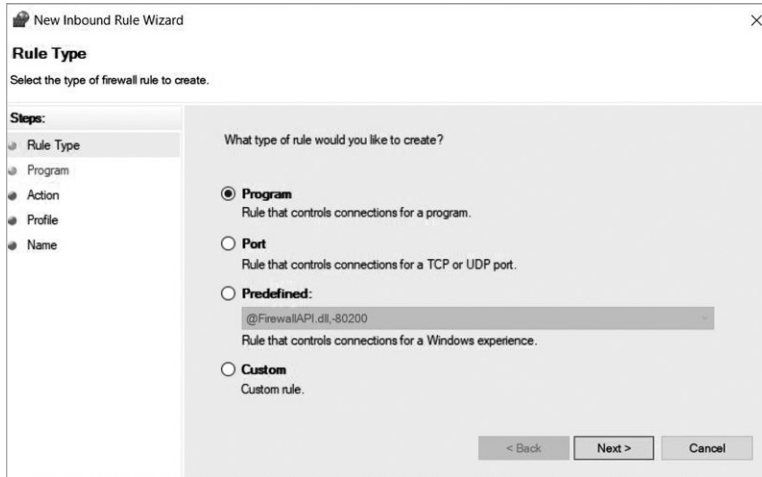 New Inbound Rule Wizard
Rule Type
Select the type of firewall rule to create.
Steps:
Rule Type
Program
Action
Profile
Name
What type of rule would you like to create?
Program
Rule that controls connections for a program.
Port
Rule that controls connections for a TCP or UDP port.
Predefined:
@FirewallAPI.dll,-80200
Rule that controls connections for a Windows experience.
Custom
Custom rule.
< Back Next > Cancel